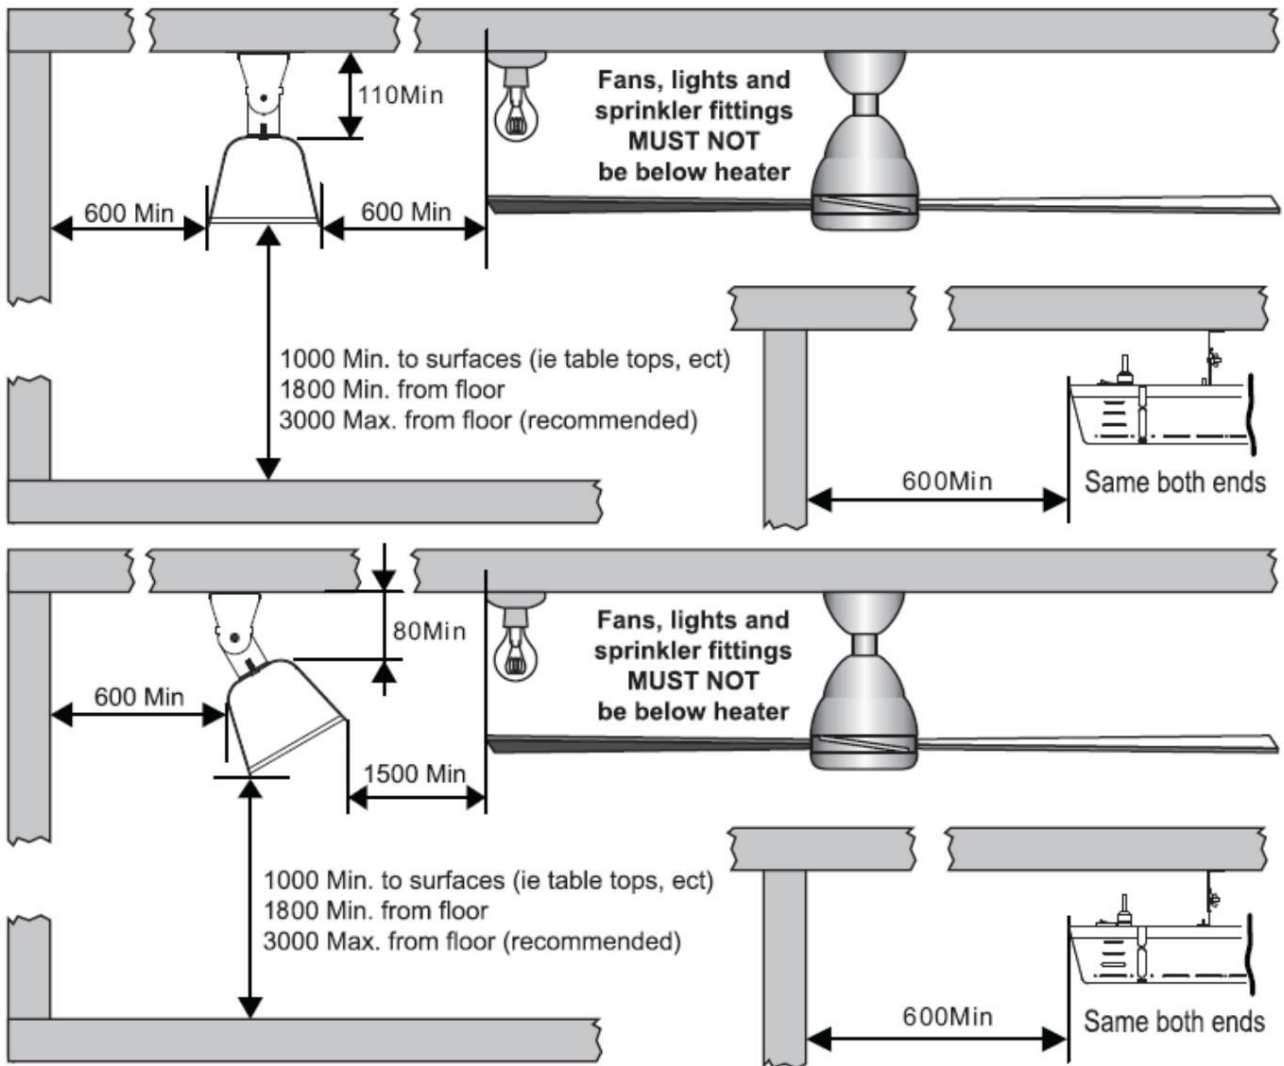 110Min
Fans, lights and
sprinkler fittings
MUST NOT
be below heater
600 Min
600 Min
1000 Min. to surfaces (ie table tops, ect)
1800 Min. from floor
3000 Max. from floor (recommended)
600Min
Same both ends
80Min
Fans, lights and
sprinkler fittings
MUST NOT
be below heater
600 Min
1500 Min
1000 Min. to surfaces (ie table tops, ect)
1800 Min. from floor
3000 Max. from floor (recommended)
600Min
Same both ends